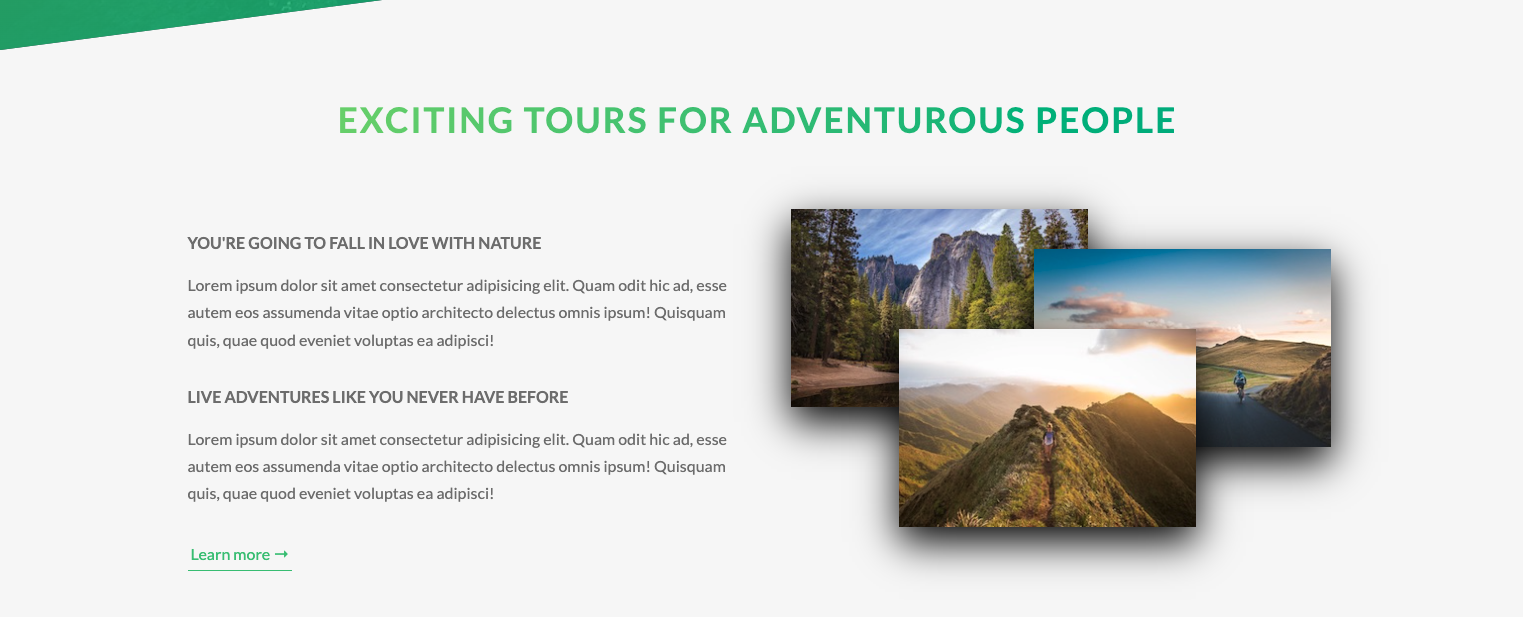 EXCITING TOURS FOR ADVENTUROUS PEOPLE
YOU'RE GOING TO FALL IN LOVE WITH NATURE
Lorem ipsum dolor sit amet consectetur adipisicing elit. Quam odit hic ad, esse
autem eos assumenda vitae optio architecto delectus omnis ipsum! Quisquam
quis, quae quod eveniet voluptas ea adipisci!
LIVE ADVENTURES LIKE YOU NEVER HAVE BEFORE
Lorem ipsum dolor sit amet consectetur adipisicing elit. Quam odit hic ad, esse
autem eos assumenda vitae optio architecto delectus omnis ipsum! Quisquam
quis, quae quod eveniet voluptas ea adipisci!
Learn more →